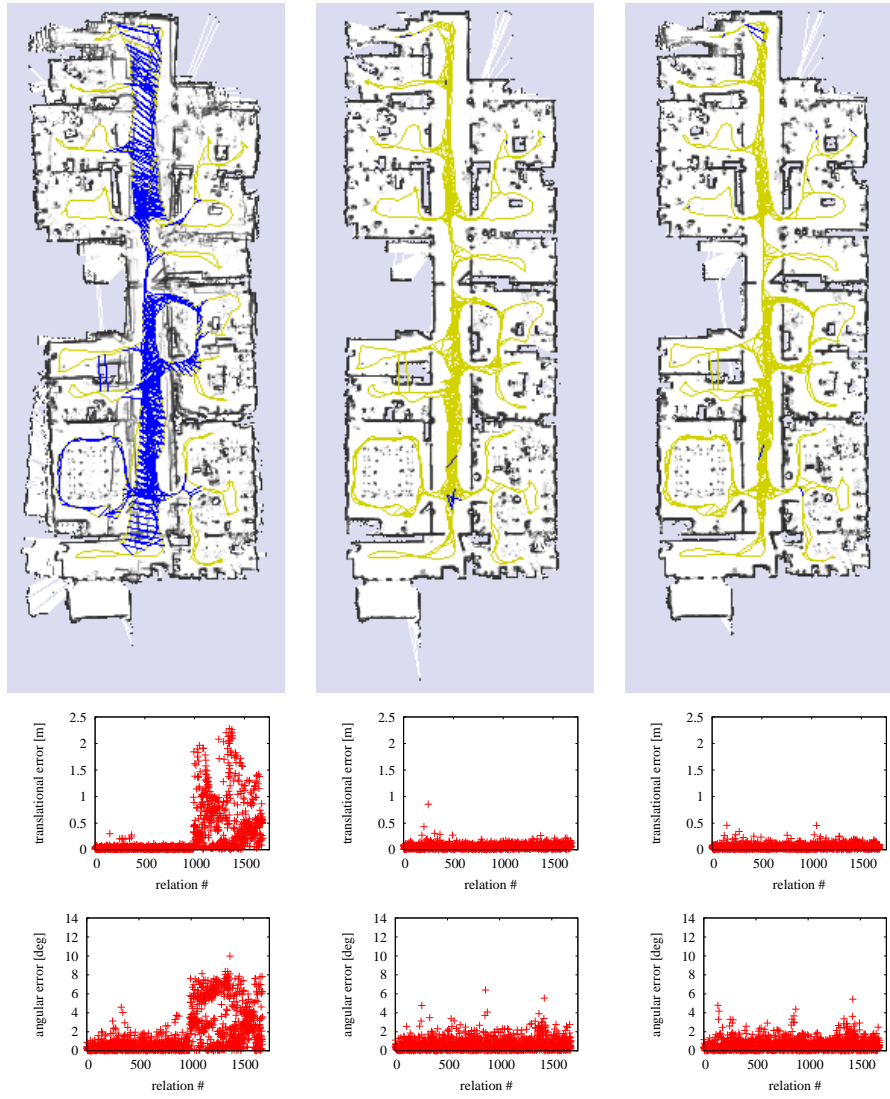 2.5 2.5 2.5
2 2 2
1.5 1.5 1.5
1 1 1
0.5 0.5 0.5
0 0 0
translational error [m] translational error [m] translational error [m]
0 500 1000 1500 0 500 1000 1500 0 500 1000 1500
relation # relation # relation #
14 14 14
12 12 12
10 10 10
8 8 8
6 6 6
4 4 4
2 2 2
0 0 0
angular error [deg] angular error [deg] angular error [deg]
0 500 1000 1500 0 500 1000 1500 0 500 1000 1500
relation # relation # relation #